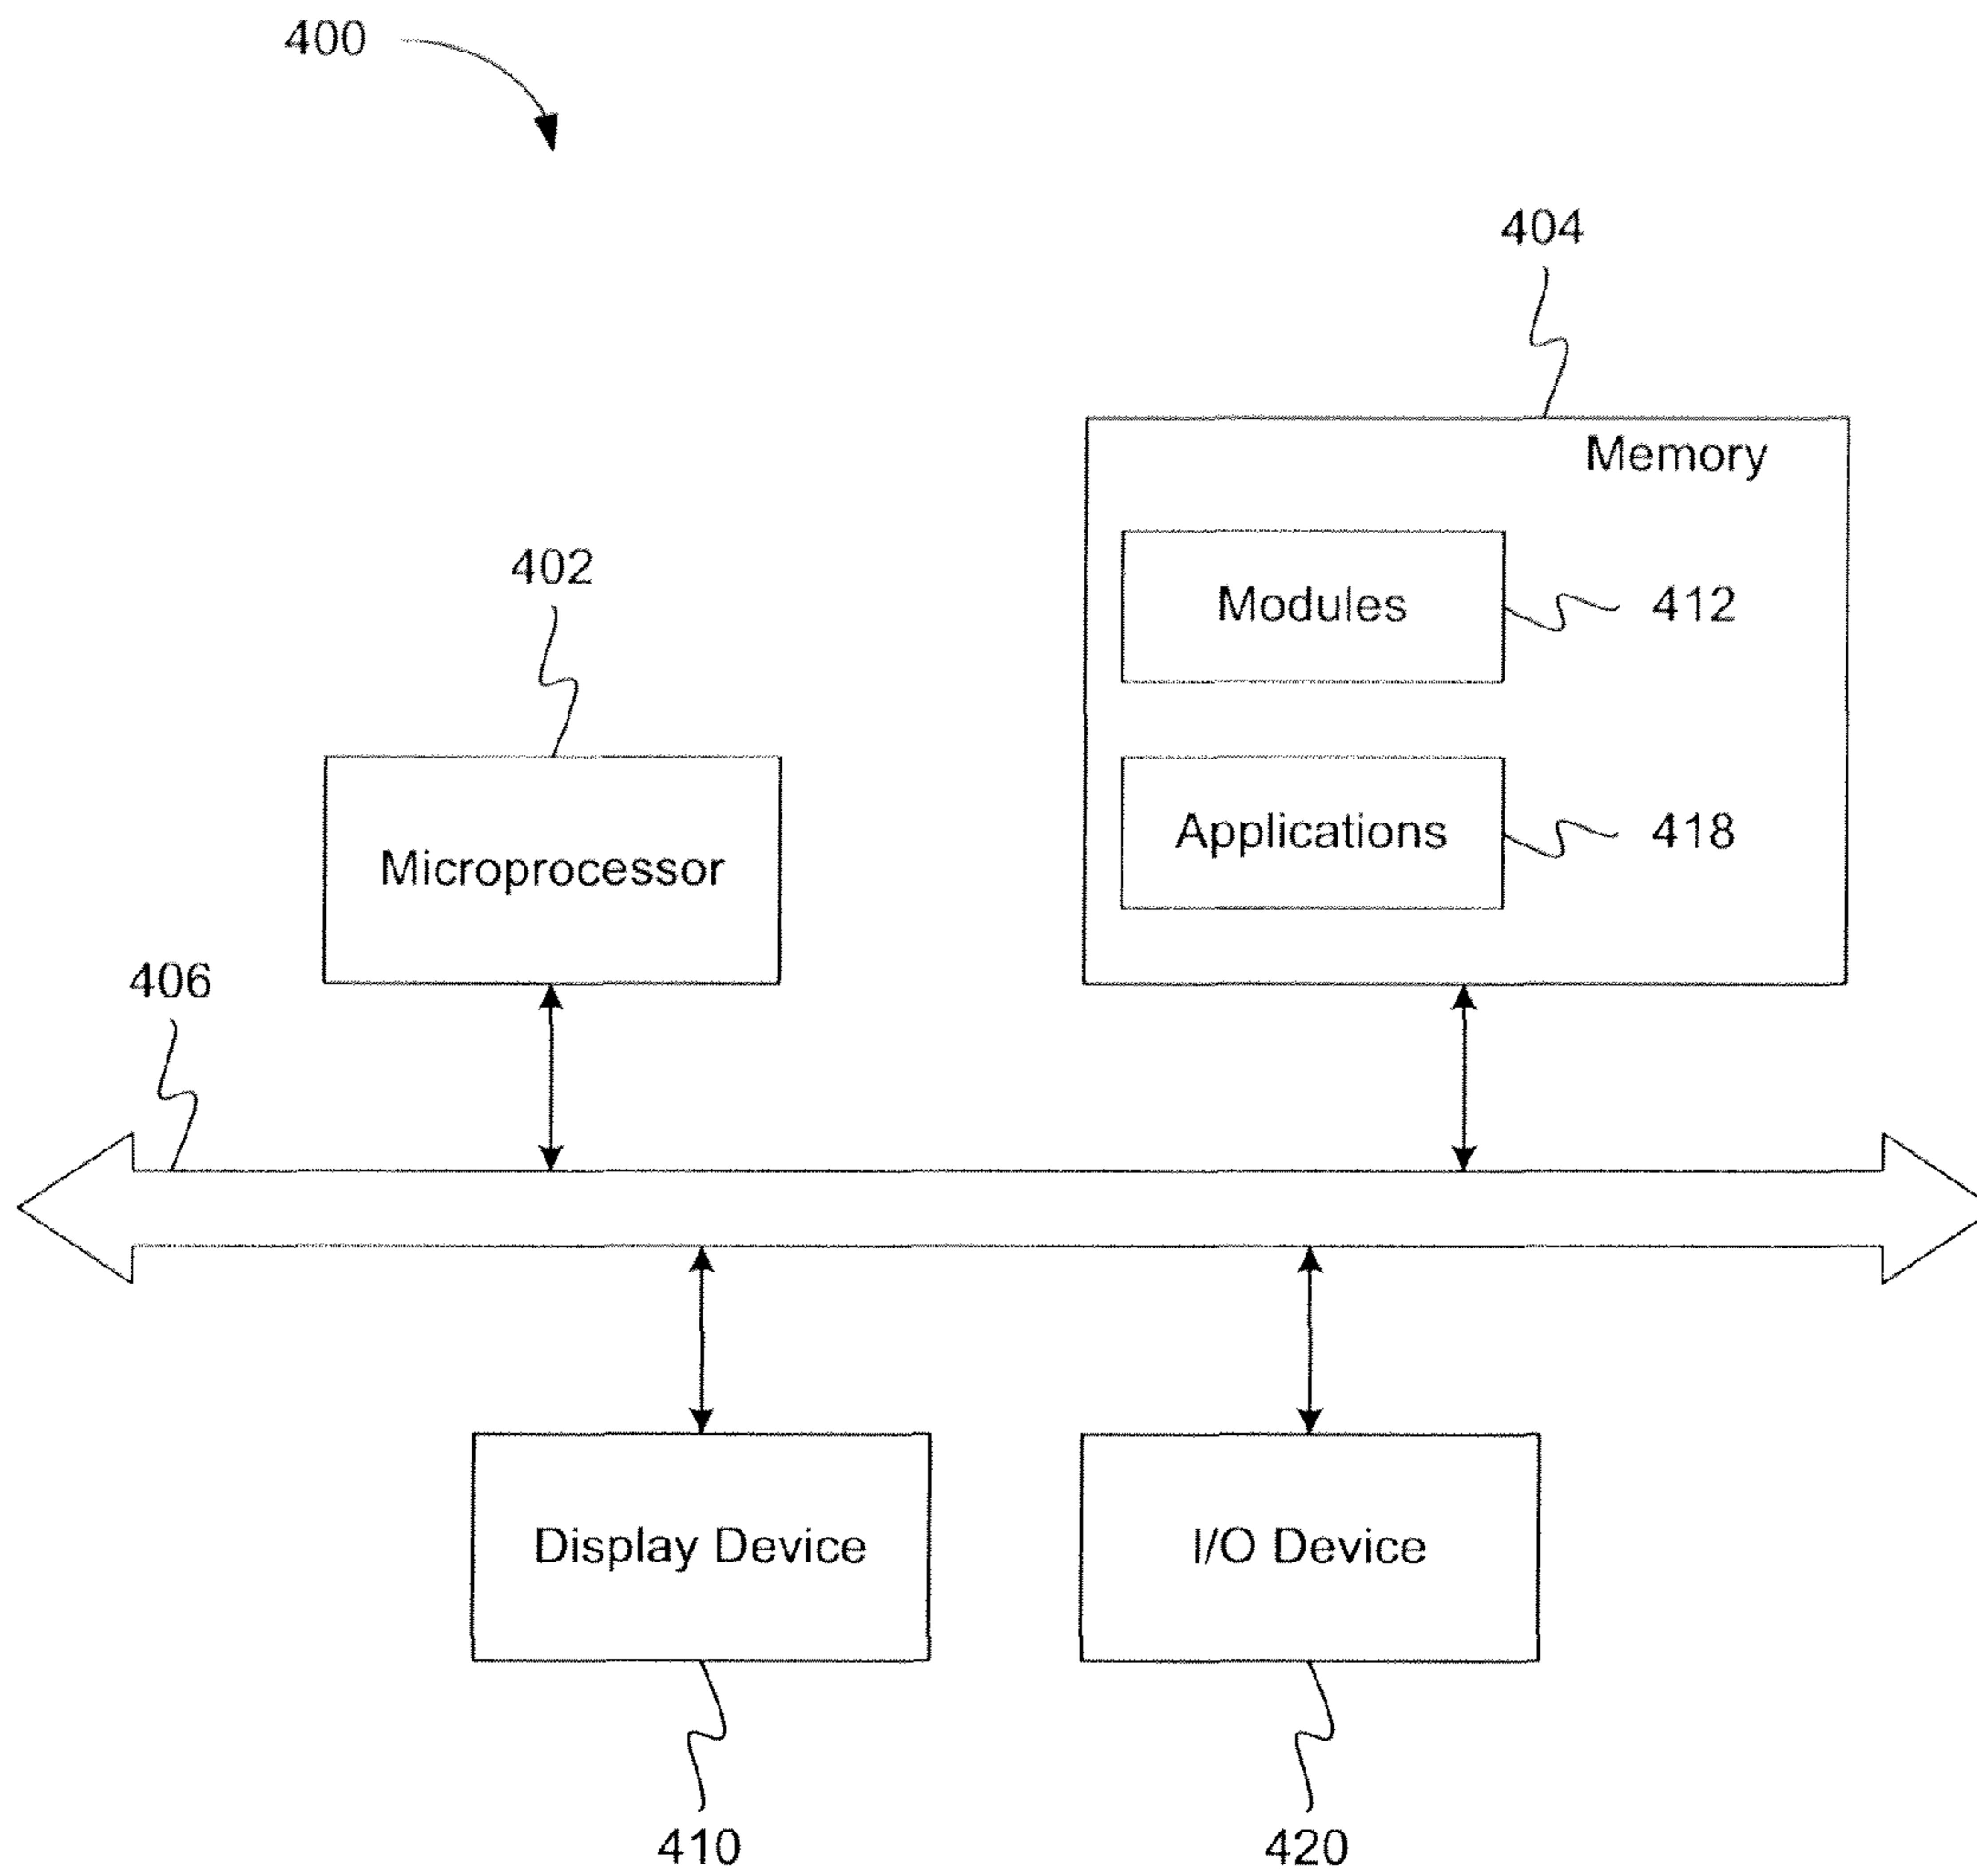 400
404
Memory
402
Modules
412
Applications
418
Microprocessor
406
Display Device
I/O Device
410
420